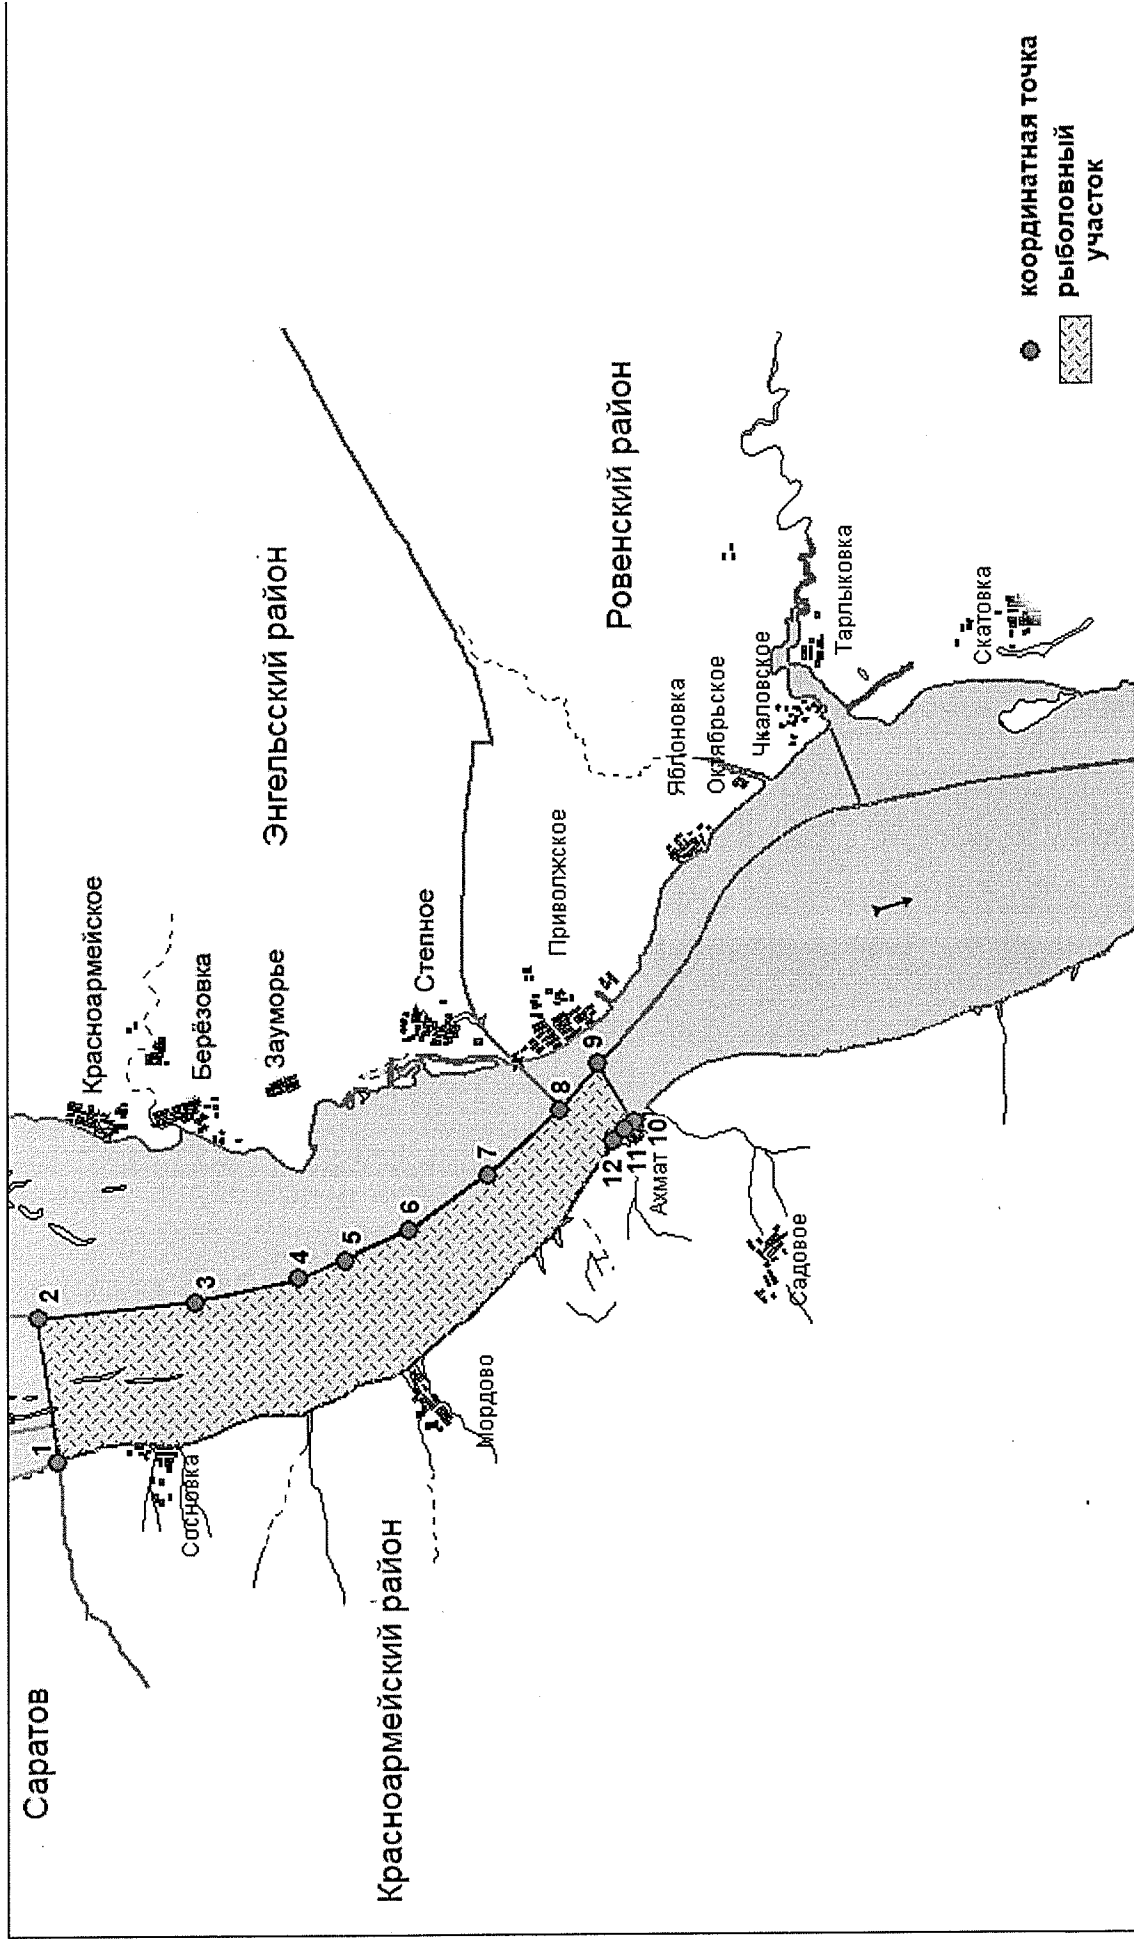 Саратов
Красноармейский район
Энгельсский район
Ровенский район
Красноармейское
Берёзовка
Зауморье
Степное
Приволжское
Яблоновка
Октябрьское
Чкаловское
Тарлыковка
Скатовка
Сосновка
Мордово
Ахмат
Садовое
1
2
3
4
5
6
7
8
9
10
11
12
координатная точка
рыболовный
участок